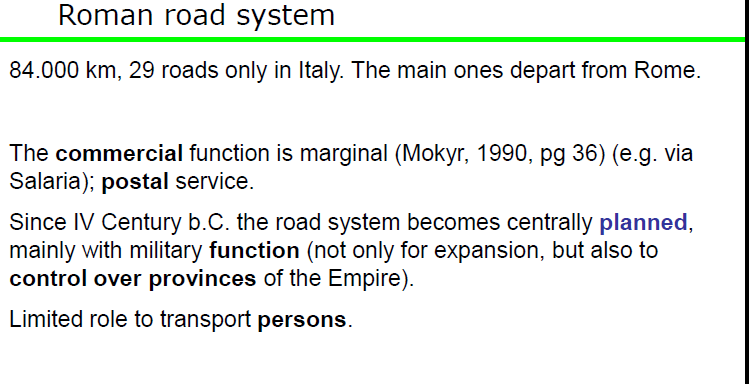 Roman road system
84.000 km, 29 roads only in Italy. The main ones depart from Rome.
The commercial function is marginal (Mokyr, 1990, pg 36) (e.g. via
Salaria); postal service.
Since IV Century b.C. the road system becomes centrally planned,
mainly with military function (not only for expansion, but also to
control over provinces of the Empire).
Limited role to transport persons.